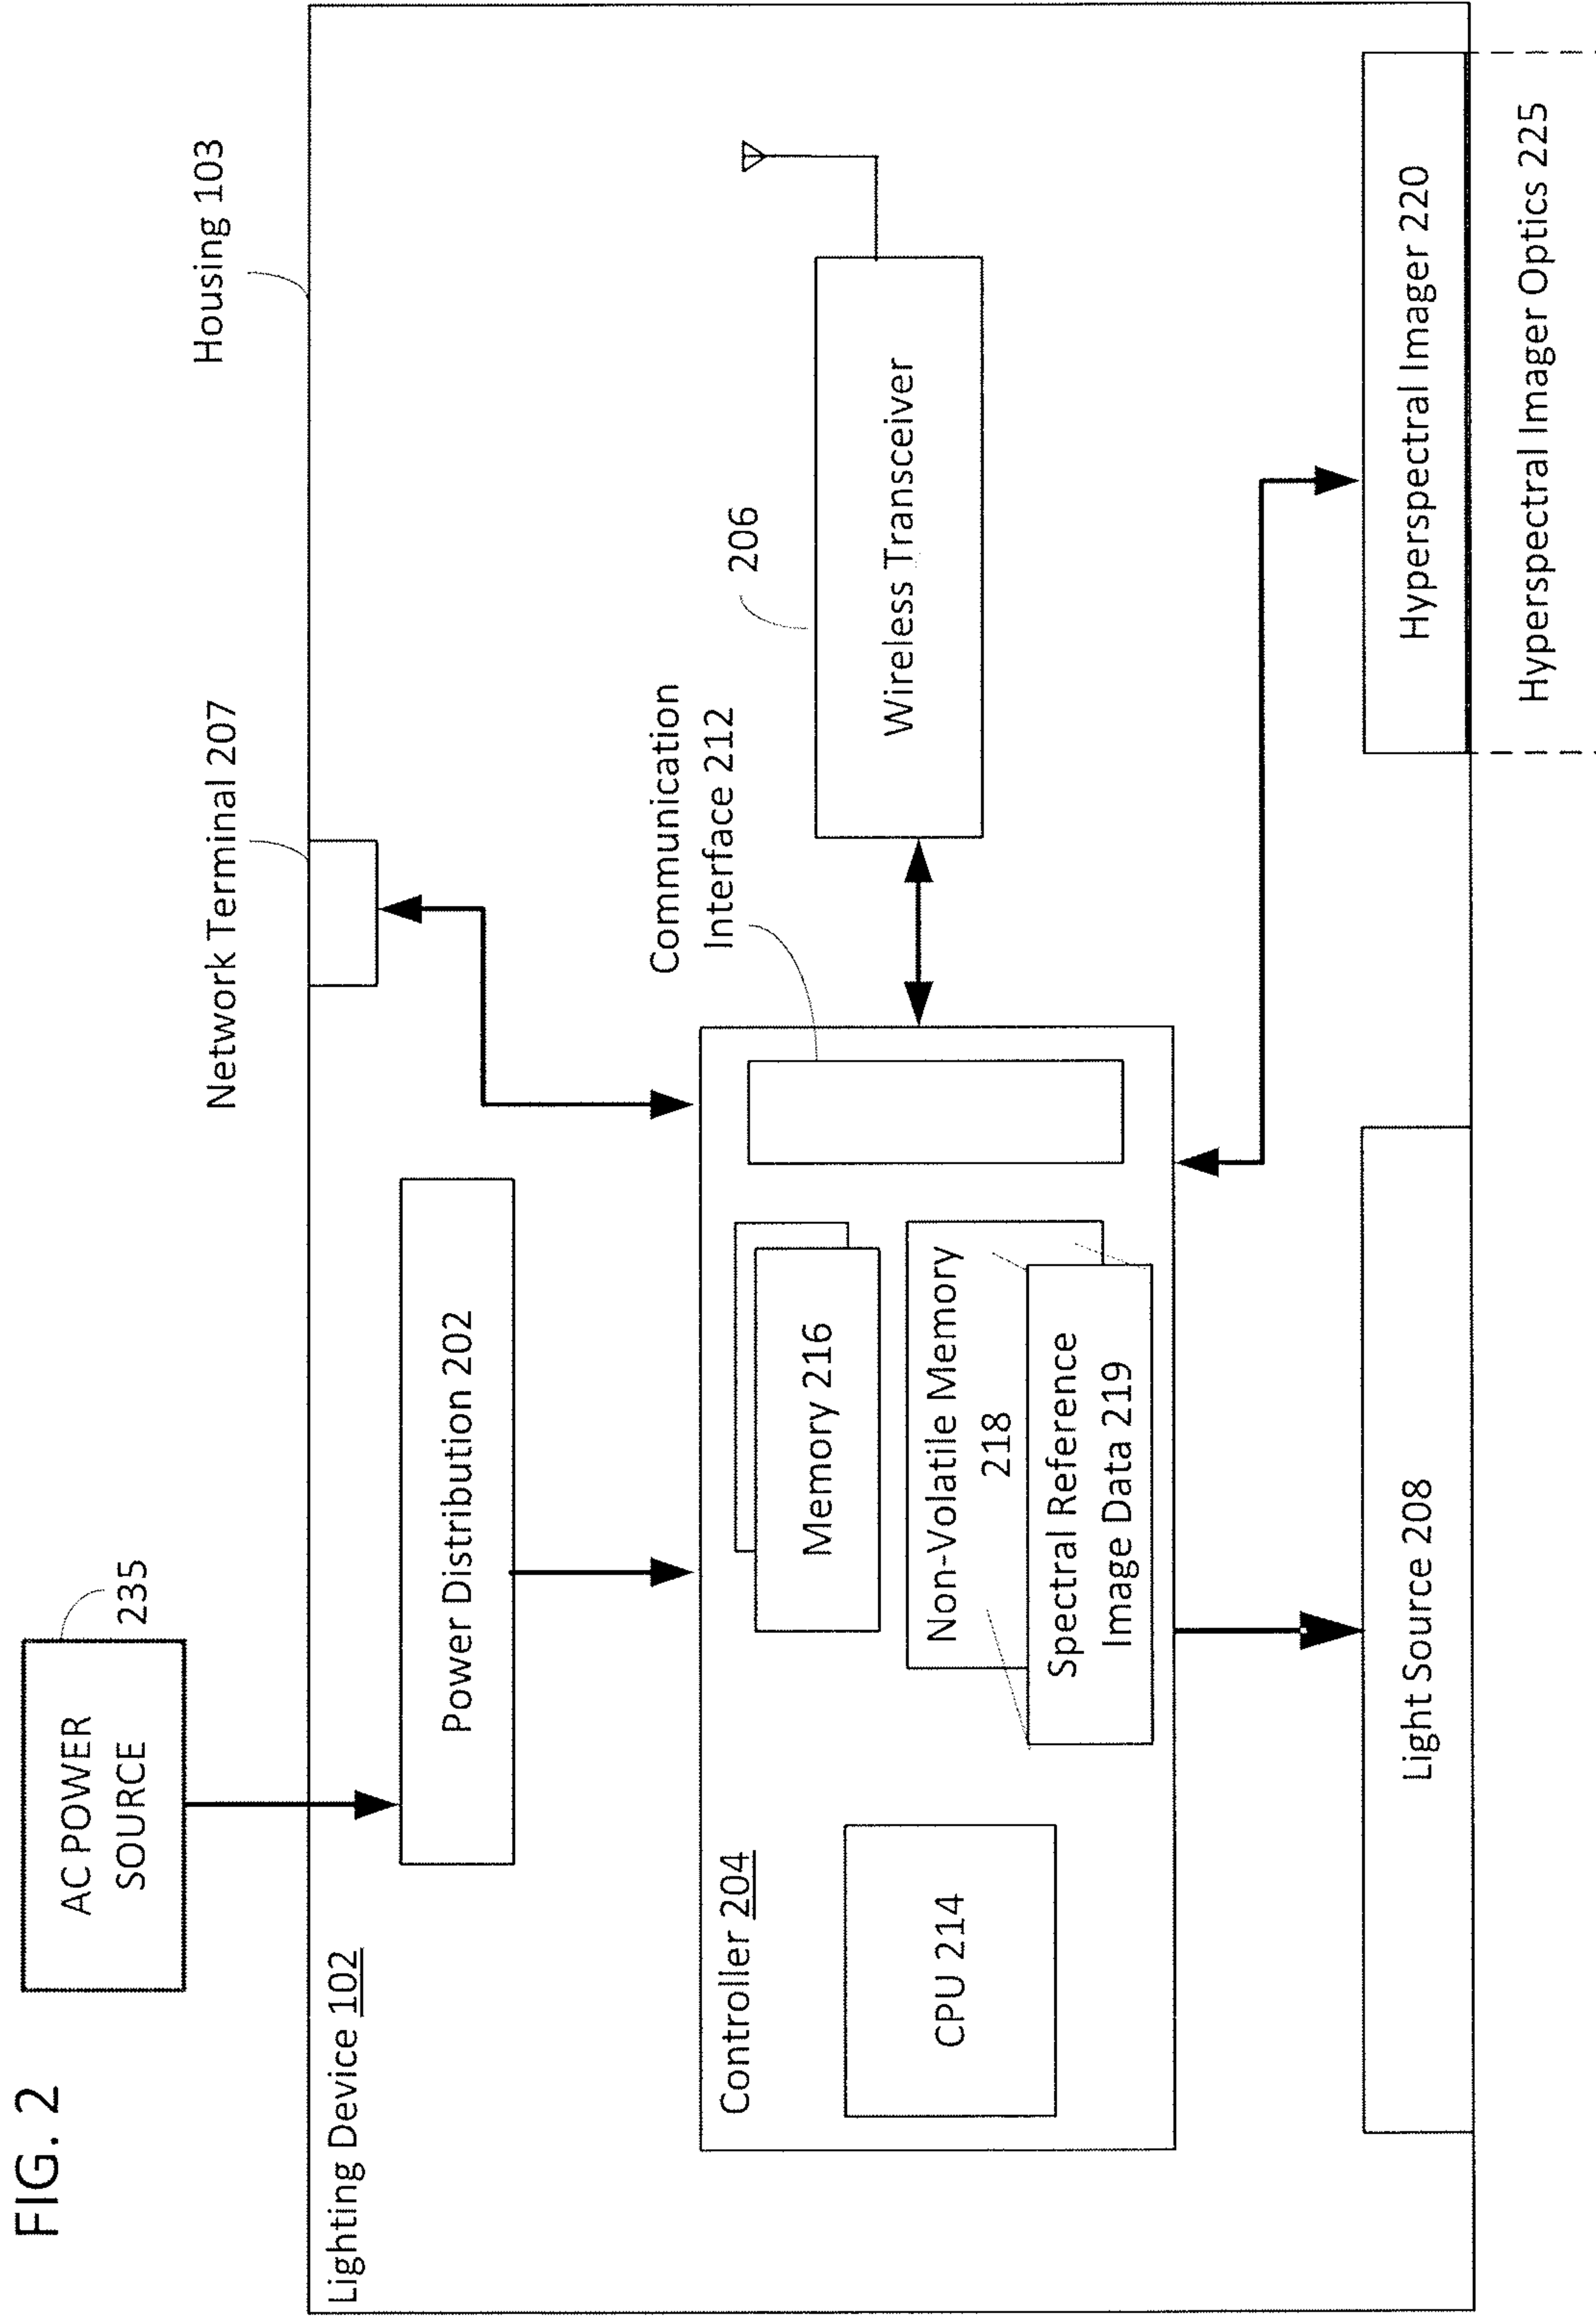 FIG. 2
AC POWER
SOURCE
235
Housing 103
Network Terminal 207
Lighting Device 102
Power Distribution 202
Communication
Interface 212
206
Controller 204
Memory 216
Wireless Transceiver
CPU 214
Non-Volatile Memory
218
Spectral Reference
Image Data 219
Light Source 208
Hyperspectral Imager 220
Hyperspectral Imager Optics 225